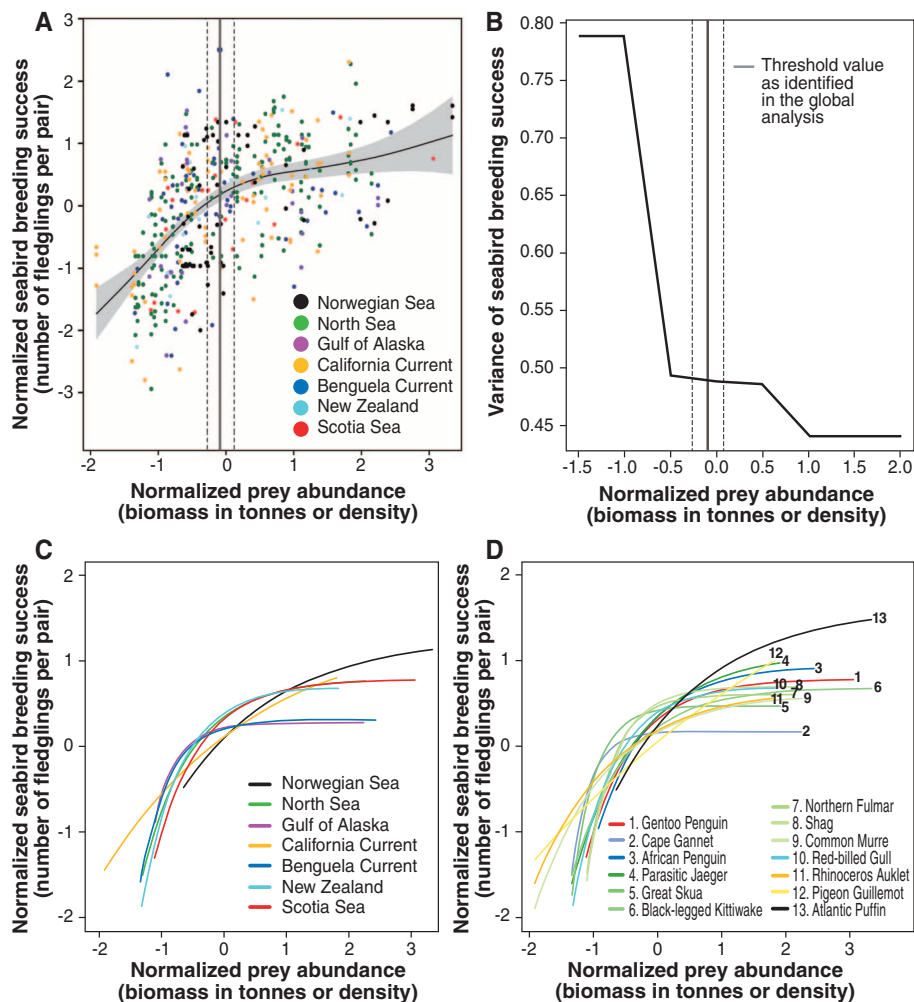 A
Normalized seabird breeding success
(number of fledglings per pair)
3
2
1
0
-1
-2
-3
Norwegian Sea
North Sea
Gulf of Alaska
California Current
Benguela Current
New Zealand
Scotia Sea
-2 -1 0 1 2 3
Normalized prey abundance
(biomass in tonnes or density)
B
Variance of seabird breeding success
0.80
0.75
0.70
0.65
0.60
0.55
0.50
0.45
Threshold value
as identified
in the global
analysis
-1.5 -1.0 -0.5 0.0 0.5 1.0 1.5 2.0
Normalized prey abundance
(biomass in tonnes or density)
C
Normalized seabird breeding success
(number of fledglings per pair)
2
1
0
-1
-2
Norwegian Sea
North Sea
Gulf of Alaska
California Current
Benguela Current
New Zealand
Scotia Sea
-2 -1 0 1 2 3
Normalized prey abundance
(biomass in tonnes or density)
D
Normalized seabird breeding success
(number of fledglings per pair)
2
1
0
-1
-2
13
12
4
3
1
10 8
7
6
11 9
5
2
1. Gentoo Penguin
2. Cape Gannet
3. African Penguin
4. Parasitic Jaeger
5. Great Skua
6. Black-legged Kittiwake
7. Northern Fulmar
8. Shag
9. Common Murre
10. Red-billed Gull
11. Rhinoceros Auklet
12. Pigeon Guillemot
13. Atlantic Puffin
-2 -1 0 1 2 3
Normalized prey abundance
(biomass in tonnes or density)